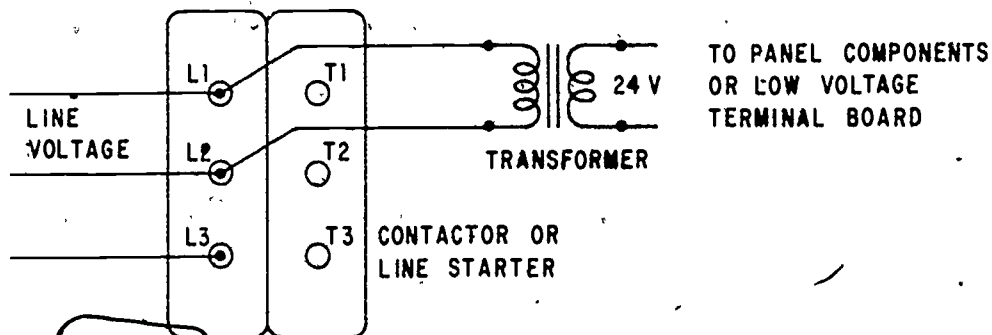 L1
T1
LINE
VOLTAGE
L2
T2
L3
T3
CONTACTOR OR
LINE STARTER
TRANSFORMER
24 V
TO PANEL COMPONENTS
OR LOW VOLTAGE
TERMINAL BOARD